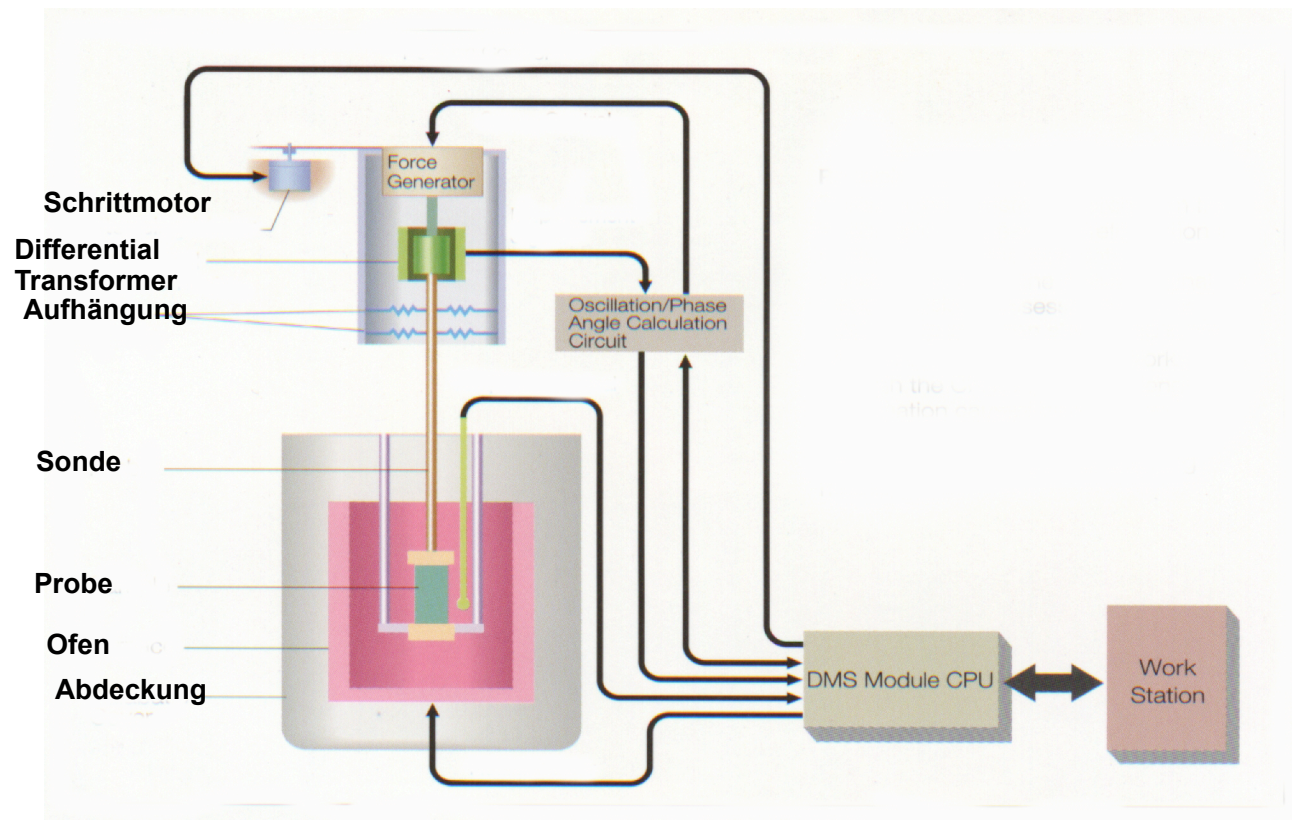 Force
Generator
Schrittmotor
Differential
Transformer
Aufhängung
Oscillation/Phase
Angle Calculation
Circuit
Sonde
Probe
Ofen
Abdeckung
DMS Module CPU
Work
Station